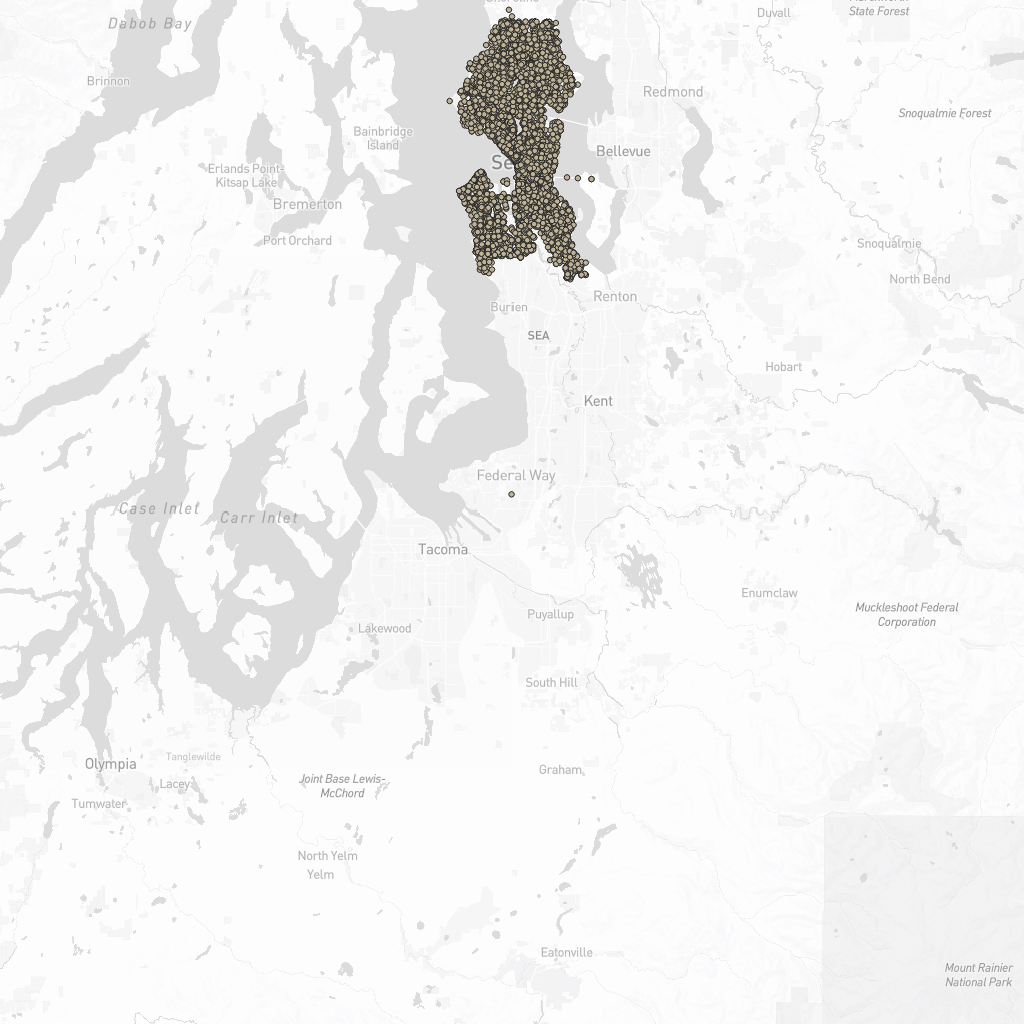 Duvall
State Forest
Dabob Bay
Brinnon
Redmond
Snoqualmie Forest
Bainbridge
Island
Bellevue
Erlands Point-
Kitsap Lake
Bremerton
Port Orchard
Snoqualmie
North Bend
Renton
Burien
SEA
Hobart
Kent
Federal Way
Case Inlet
Carr Inlet
Tacoma
Enumclaw
Muckleshoot Federal
Corporation
Puyallup
Lakewood
South Hill
Tanglewilde
Olympia
Graham
Joint Base Lewis-
McChord
Lacey
Tumwater
North Yelm
Yelm
Eatonville
Mount Rainier
National Park